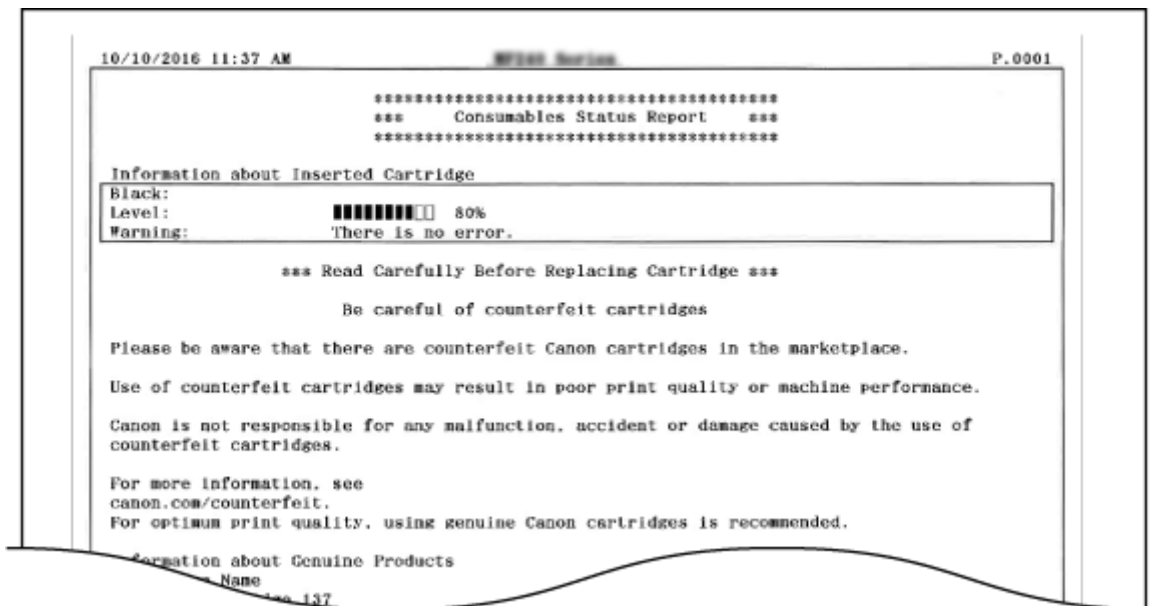 10/10/2016 11:37 AM P.0001
****************************************
*** Consumables Status Report ***
****************************************
Information about Inserted Cartridge
Black:
Level: 80%
Warning: There is no error.
*** Read Carefully Before Replacing Cartridge ***
Be careful of counterfeit cartridges
Please be aware that there are counterfeit Canon cartridges in the marketplace.
Use of counterfeit cartridges may result in poor print quality or machine performance.
Canon is not responsible for any malfunction, accident or damage caused by the use of
counterfeit cartridges.
For more information, see
canon.com/counterfeit.
For optimum print quality, using genuine Canon cartridges is recommended.
about Genuine Products
Name
137